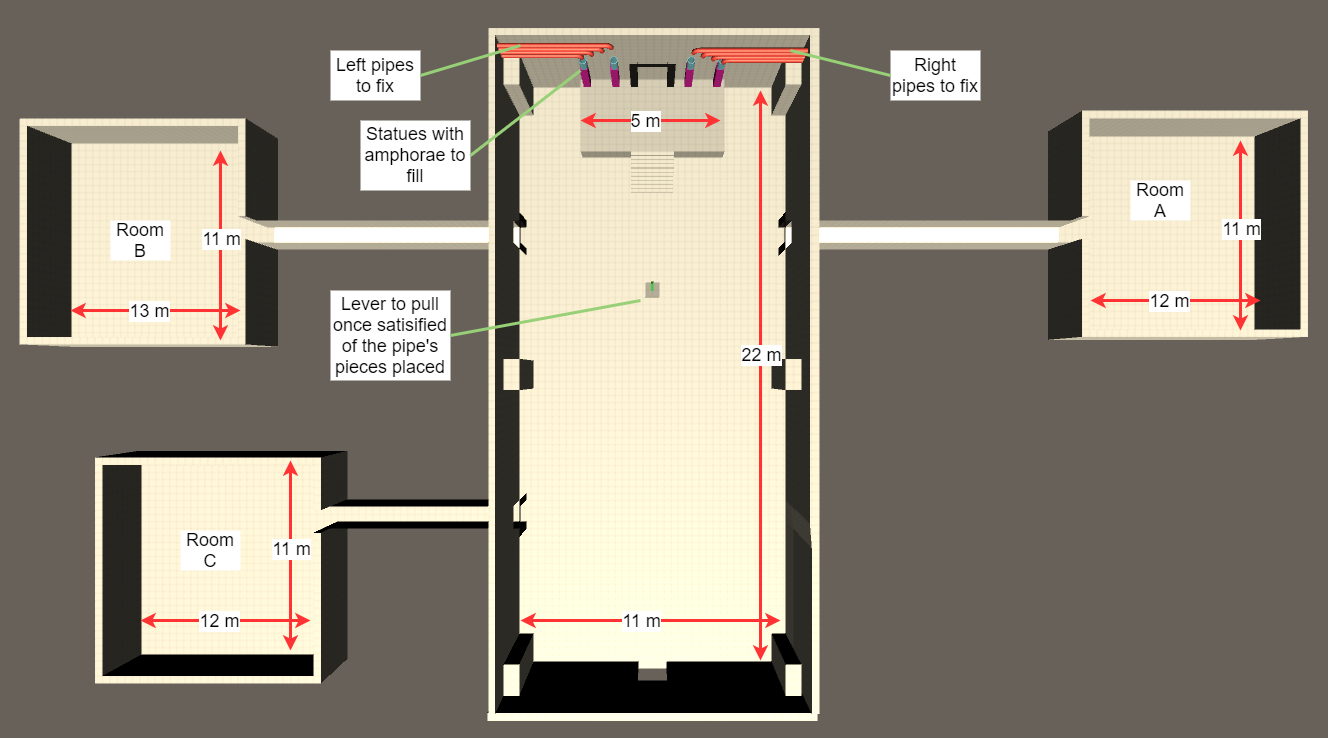 Left pipes
to fix
Right
pipes to fix
5 m
Statues with
amphorae to
fill
Room
A
Room
B
11 m
11 m
13 m
12 m
Lever to pull
once satisified
of the pipe's
pieces placed
22 m
Room
C
11 m
12 m
11 m